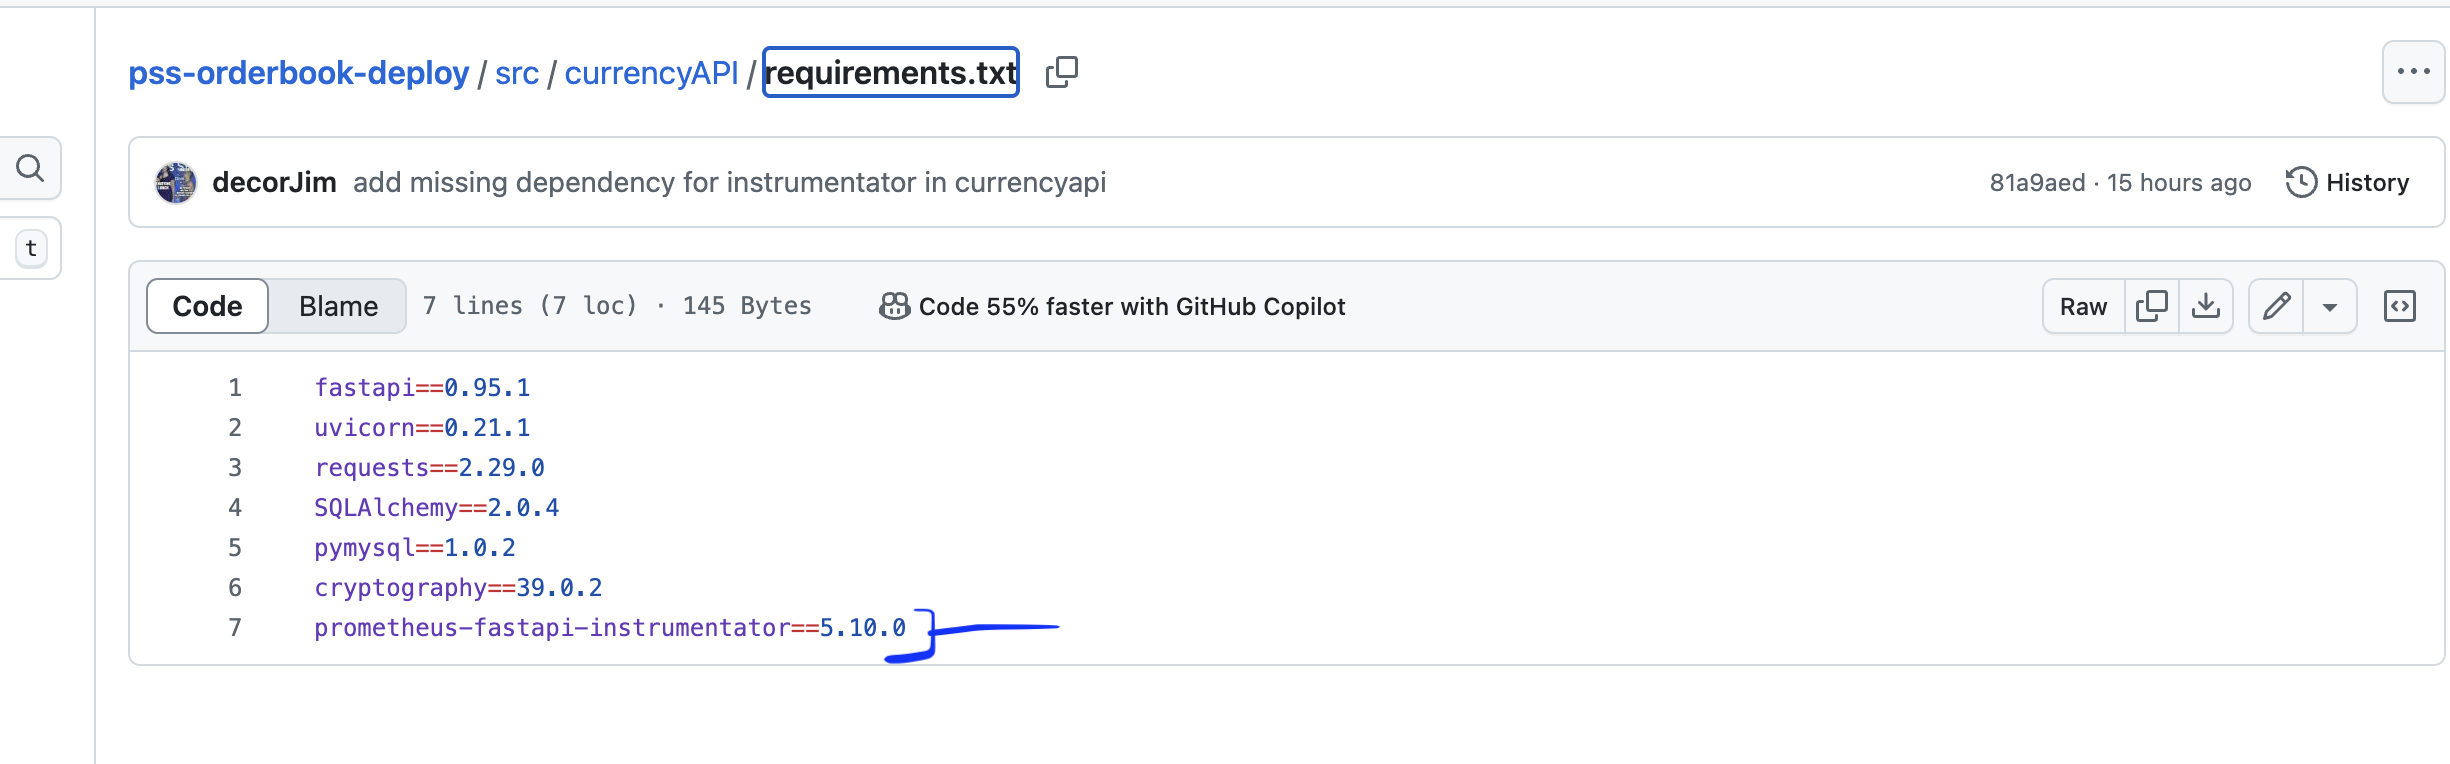 pss-orderbook-deploy / src / currencyAPI / requirements.txt
decorJim add missing dependency for instrumentator in currencyapi 81a9aed · 15 hours ago History
t
Code Blame 7 lines (7 loc) · 145 Bytes Code 55% faster with GitHub Copilot Raw
1 fastapi==0.95.1
2 uvicorn==0.21.1
3 requests==2.29.0
4 SQLAlchemy==2.0.4
5 pymysql==1.0.2
6 cryptography==39.0.2
7 prometheus-fastapi-instrumentator==5.10.0